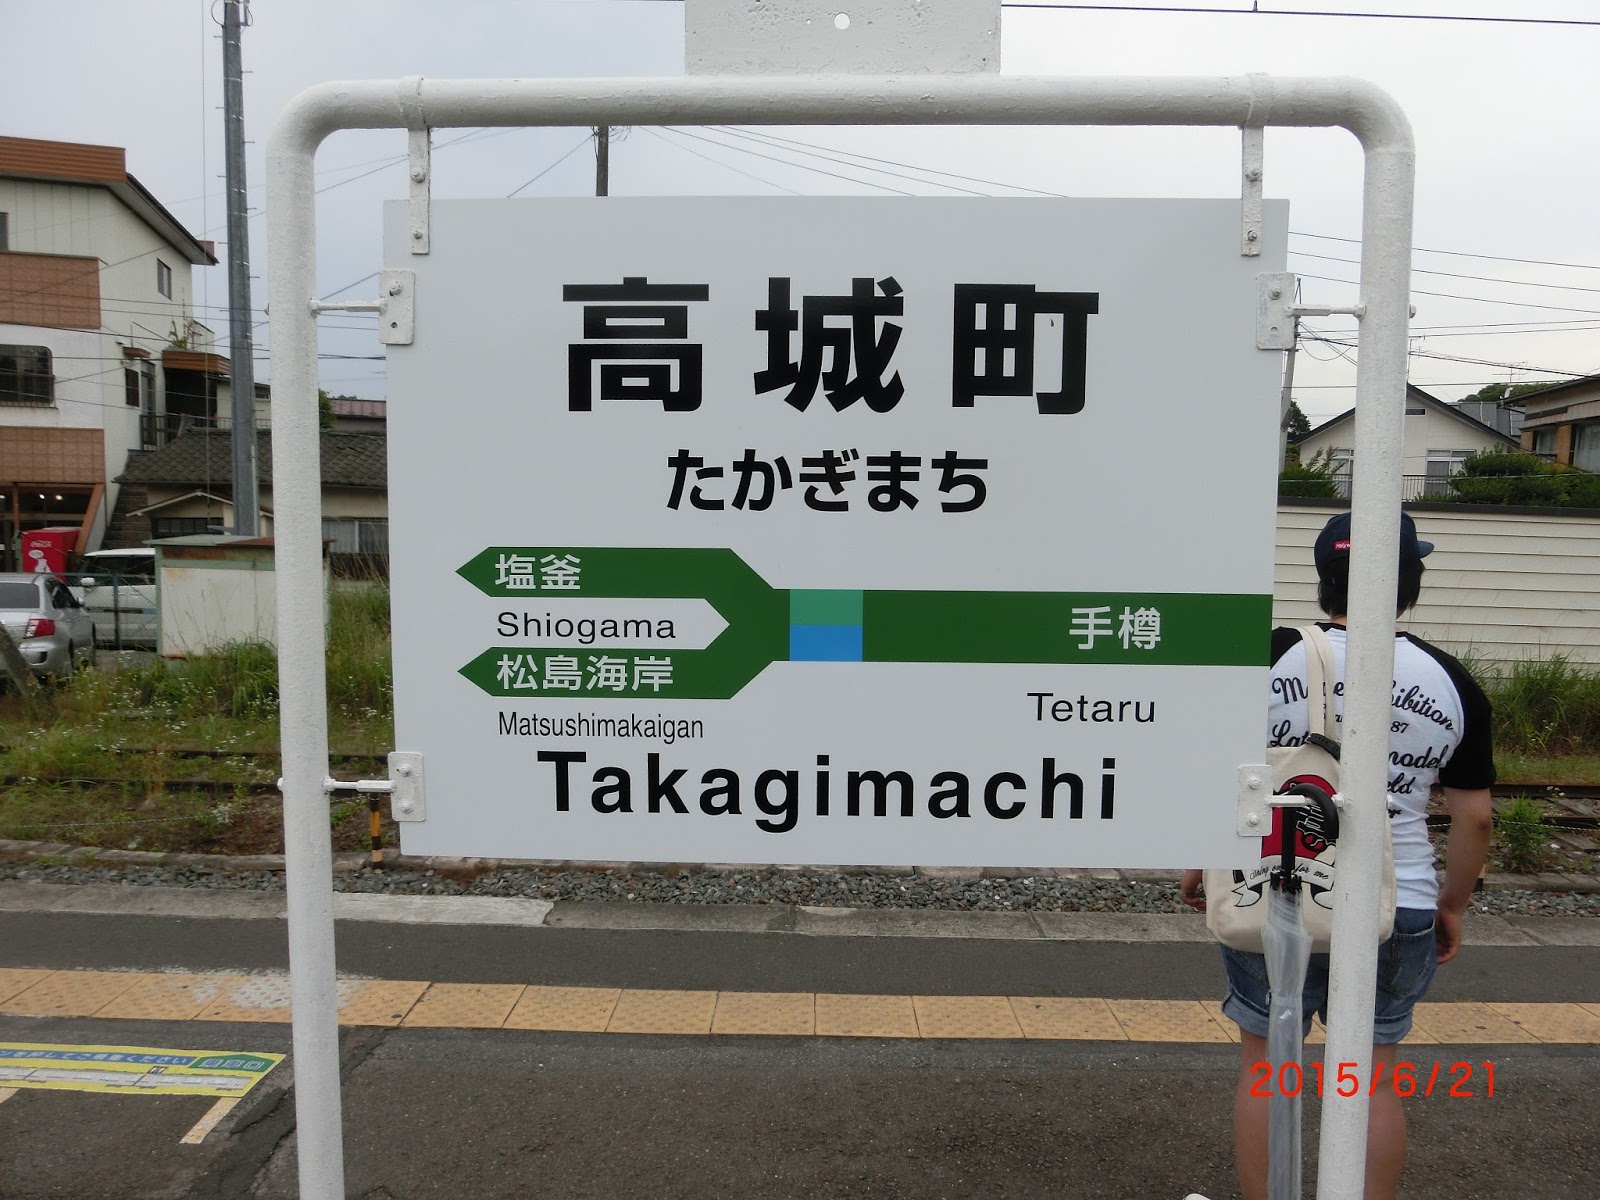 高城町
たかぎまち
塩釜
Shiogama
松島海岸
Matsushimakaigan
手樽
Tetaru
Takagimachi
2015/6/21